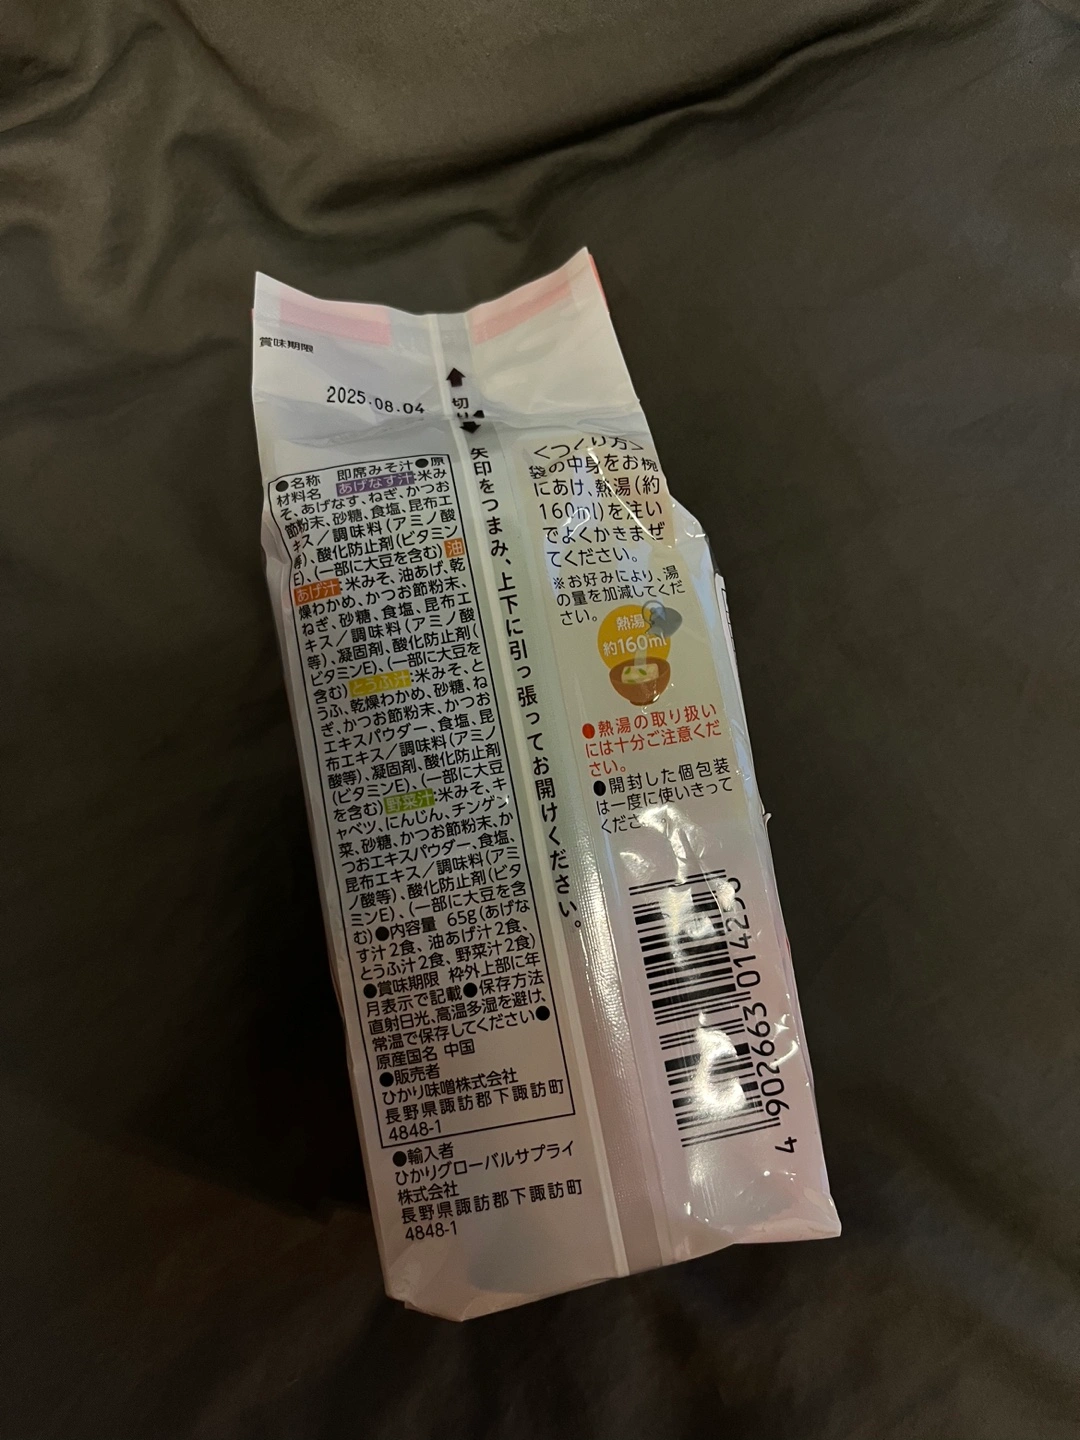 賞味期限
2025.08.04
切り
矢印をつまみ、上下に引っ張ってお開けください。
●名称 即席みそ汁●原
材料名 あげなす汁:米み
そ、あげなす、ねぎ、かつお
節粉末、砂糖、食塩、昆布エ
キス/調味料(アミノ酸
等)、酸化防止剤(ビタミン
E)、(一部に大豆を含む) 油
あげ汁:米みそ、油あげ、乾
燥わかめ、かつお節粉末、
ねぎ、砂糖、食塩、昆布エ
キス/調味料(アミノ酸
等)、凝固剤、酸化防止剤(
ビタミンE)、(一部に大豆を
含む) とうふ汁:米みそ、と
うふ、乾燥わかめ、砂糖、ね
ぎ、かつお節粉末、かつお
エキスパウダー、食塩、昆
布エキス/調味料(アミノ
酸等)、凝固剤、酸化防止剤
(ビタミンE)、(一部に大豆
を含む) 野菜汁:米みそ、キ
ャベツ、にんじん、チンゲン
菜、砂糖、かつお節粉末、か
つおエキスパウダー、食塩、
昆布エキス/調味料(アミ
ノ酸等)、酸化防止剤(ビタ
ミンE)、(一部に大豆を含
む)●内容量 65g(あげな
す汁2食、油あげ汁2食、
とうふ汁2食、野菜汁2食)
●賞味期限 枠外上部に年
月表示で記載●保存方法
直射日光、高温多湿を避け、
常温で保存してください●
原産国名 中国
●販売者
ひかり味噌株式会社
長野県諏訪郡下諏訪町
4848-1
●輸入者
ひかりグローバルサプライ
株式会社
長野県諏訪郡下諏訪町
4848-1
<つくり方>
袋の中身をお椀
にあけ、熱湯(約
160ml)を注い
でよくかきまぜ
てください。
※お好みにより、湯
の量を加減してくだ
さい。
熱湯
約160ml
●熱湯の取り扱い
には十分ご注意くだ
さい。
●開封した個包装
は一度に使いきって
くださ
4 902663 014253